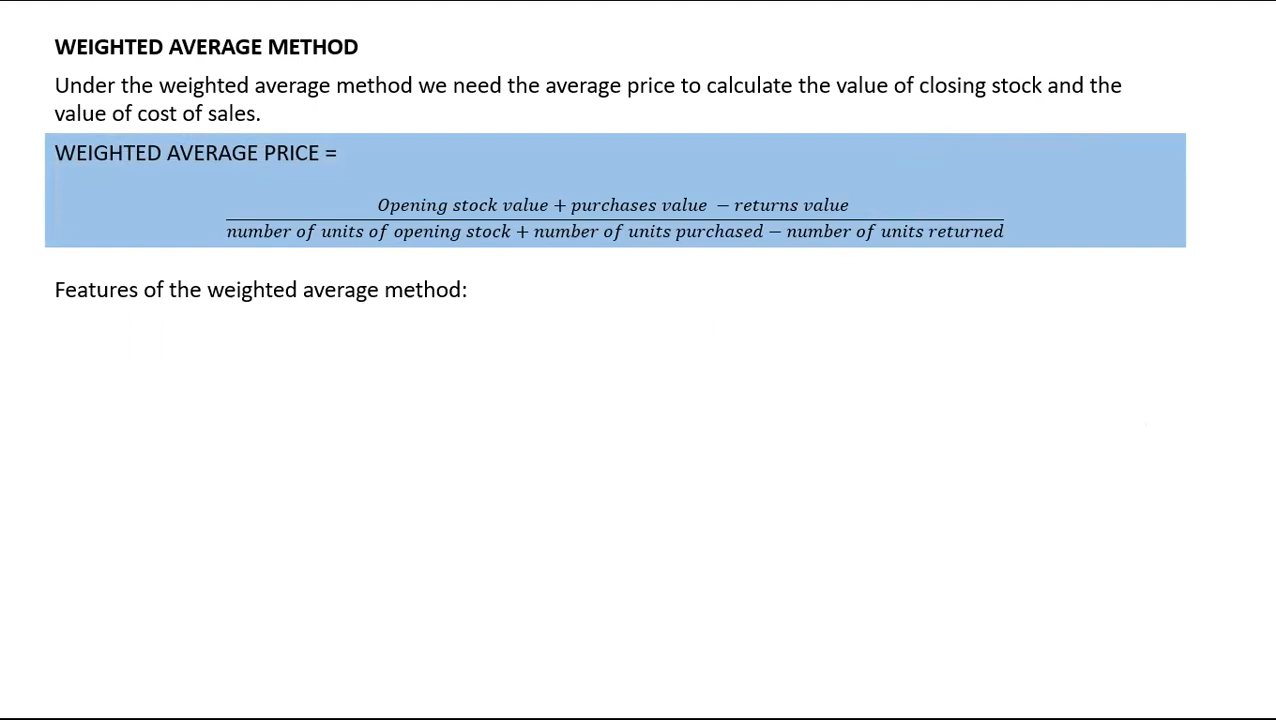 WEIGHTED AVERAGE METHOD
Under the weighted average method we need the average price to calculate the value of closing stock and the
value of cost of sales.
WEIGHTED AVERAGE PRICE =
Opening stock value + purchases value − returns value
number of units of opening stock + number of units purchased − number of units returned
Features of the weighted average method: